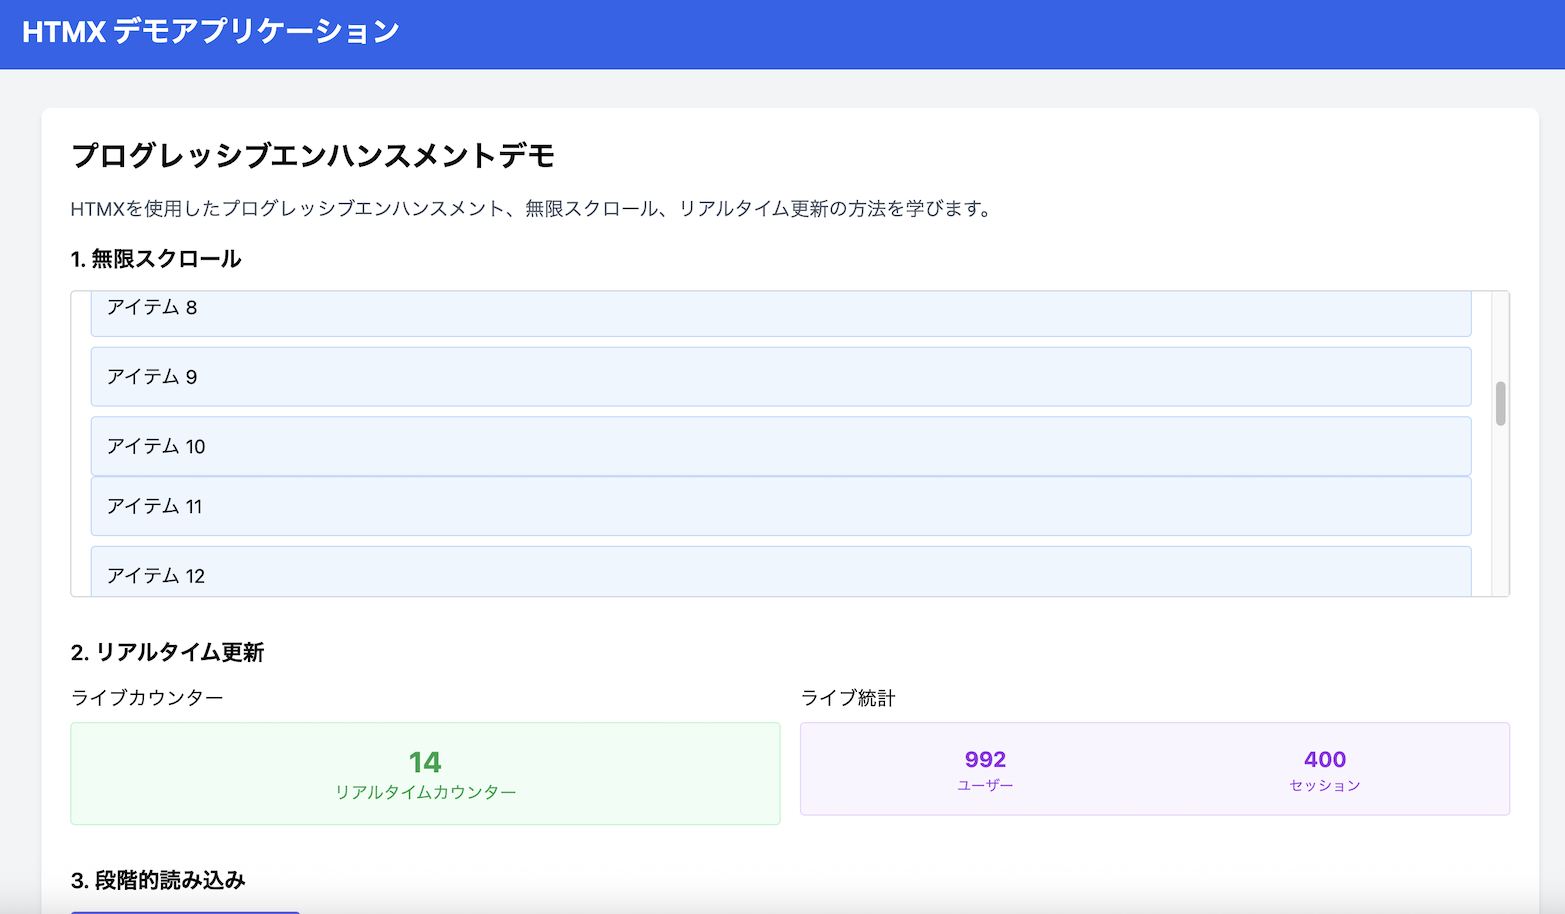 HTMX デモアプリケーション
プログレッシブエンハンスメントデモ
HTMXを使用したプログレッシブエンハンスメント、無限スクロール、リアルタイム更新の方法を学びます。
1. 無限スクロール
アイテム 8
アイテム 9
アイテム 10
アイテム 11
アイテム 12
2. リアルタイム更新
ライブカウンター
14
リアルタイムカウンター
ライブ統計
992
ユーザー
400
セッション
3. 段階的読み込み